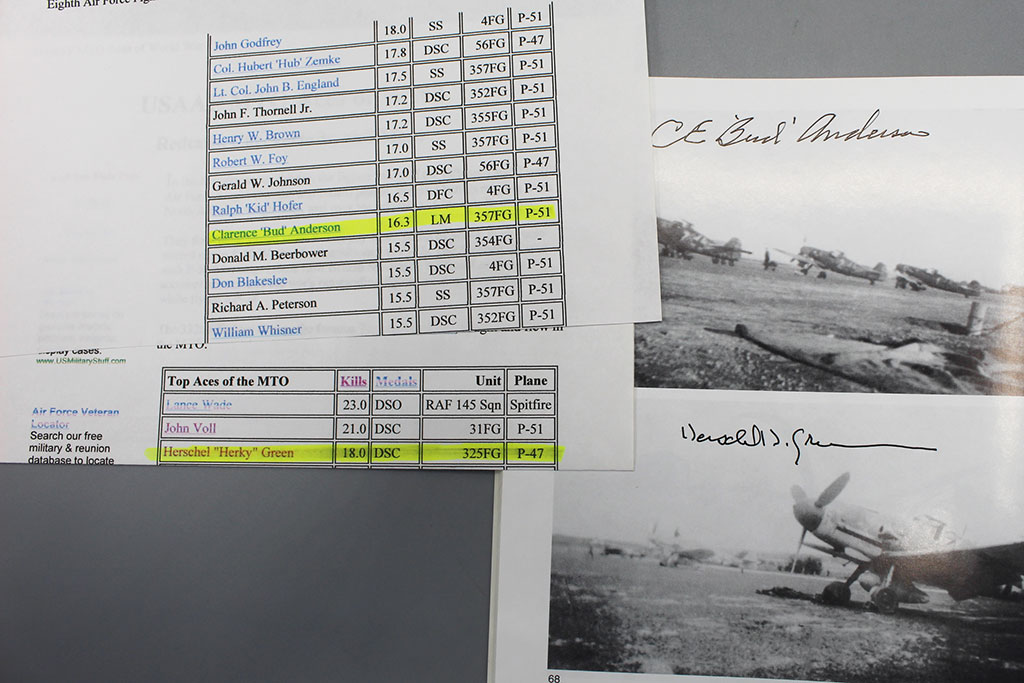 Eighth Air Force
John Godfrey 18.0 SS 4FG P-51
Col. Hubert 'Hub' Zemke 17.8 DSC 56FG P-47
Lt. Col. John B. England 17.5 SS 357FG P-51
John F. Thornell Jr. 17.2 DSC 352FG P-51
Henry W. Brown 17.2 DSC 355FG P-51
Robert W. Foy 17.0 SS 357FG P-51
Gerald W. Johnson 17.0 DSC 56FG P-47
Ralph 'Kid' Hofer 16.5 DFC 4FG P-51
Clarence 'Bud' Anderson 16.3 LM 357FG P-51
Donald M. Beerbower 15.5 DSC 354FG -
Don Blakeslee 15.5 DSC 4FG P-51
Richard A. Peterson 15.5 SS 357FG P-51
William Whisner 15.5 DSC 352FG P-51
the MTO.
display cases.
www.USMilitaryStuff.com
Air Force Veteran
Locator
Search our free
military & reunion
database to locate
Top Aces of the MTO Kills Medals Unit Plane
Lance Wade 23.0 DSO RAF 145 Sqn Spitfire
John Voll 21.0 DSC 31FG P-51
Herschel "Herky" Green 18.0 DSC 325FG P-47
CE 'Bud' Anderson
Herschel H. Green
68